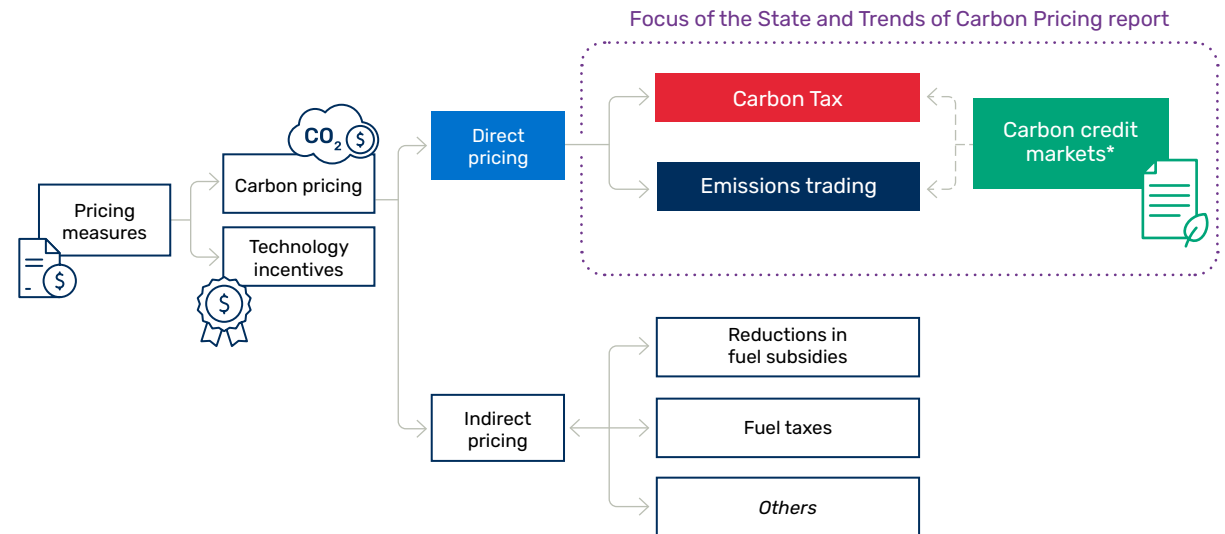 Focus of the State and Trends of Carbon Pricing report
Pricing
measures
$
CO₂ $
Carbon pricing
Technology
incentives
$
Direct
pricing
Carbon Tax
Emissions trading
Carbon credit
markets*
Indirect
pricing
Reductions in
fuel subsidies
Fuel taxes
Others